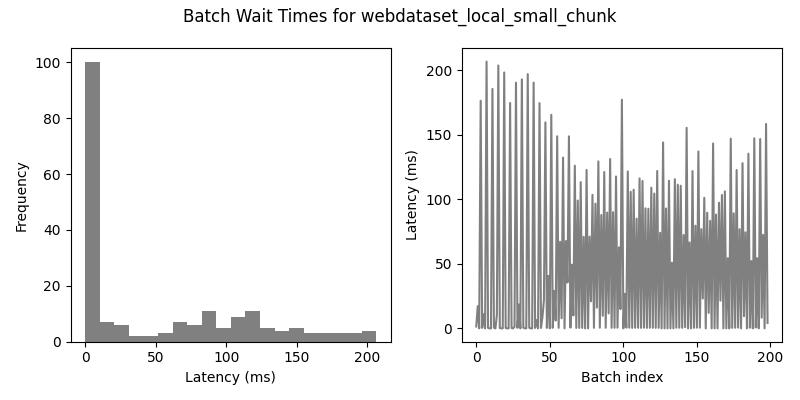 Batch Wait Times for webdataset_local_small_chunk
100
80
60
40
20
0
Frequency
0 50 100 150 200
Latency (ms)
200
150
100
50
0
Latency (ms)
0 50 100 150 200
Batch index